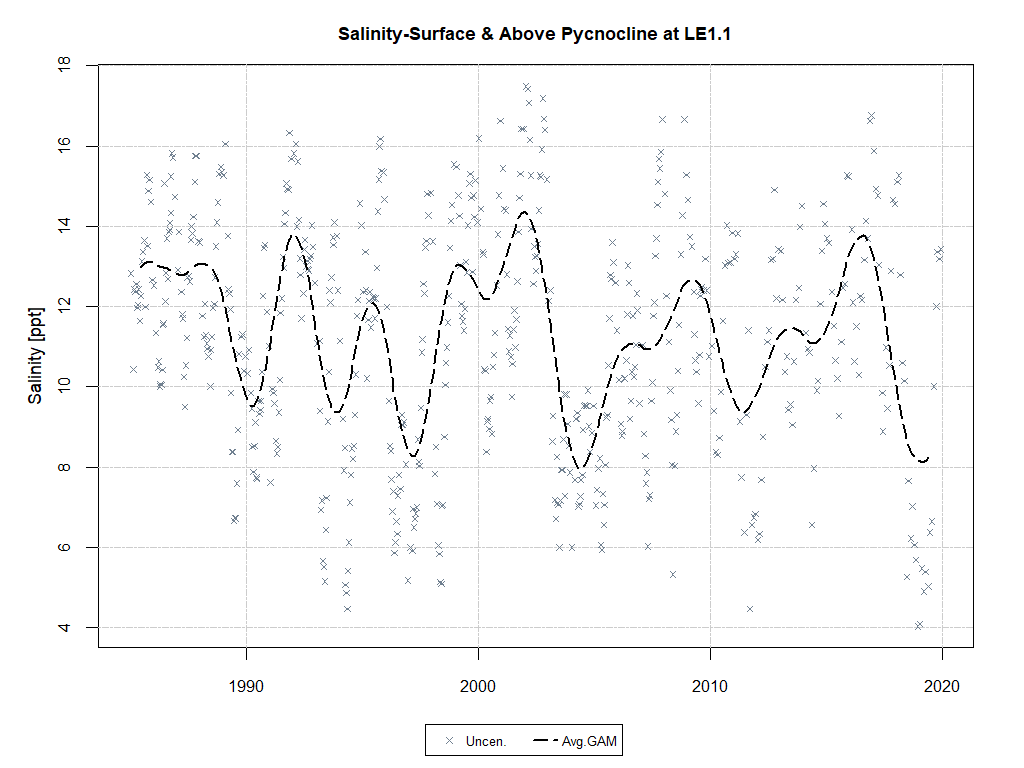 Salinity-Surface & Above Pycnocline at LE1.1
Salinity [ppt]
18
16
14
12
10
8
6
4
1990 2000 2010 2020
Uncen. Avg.GAM